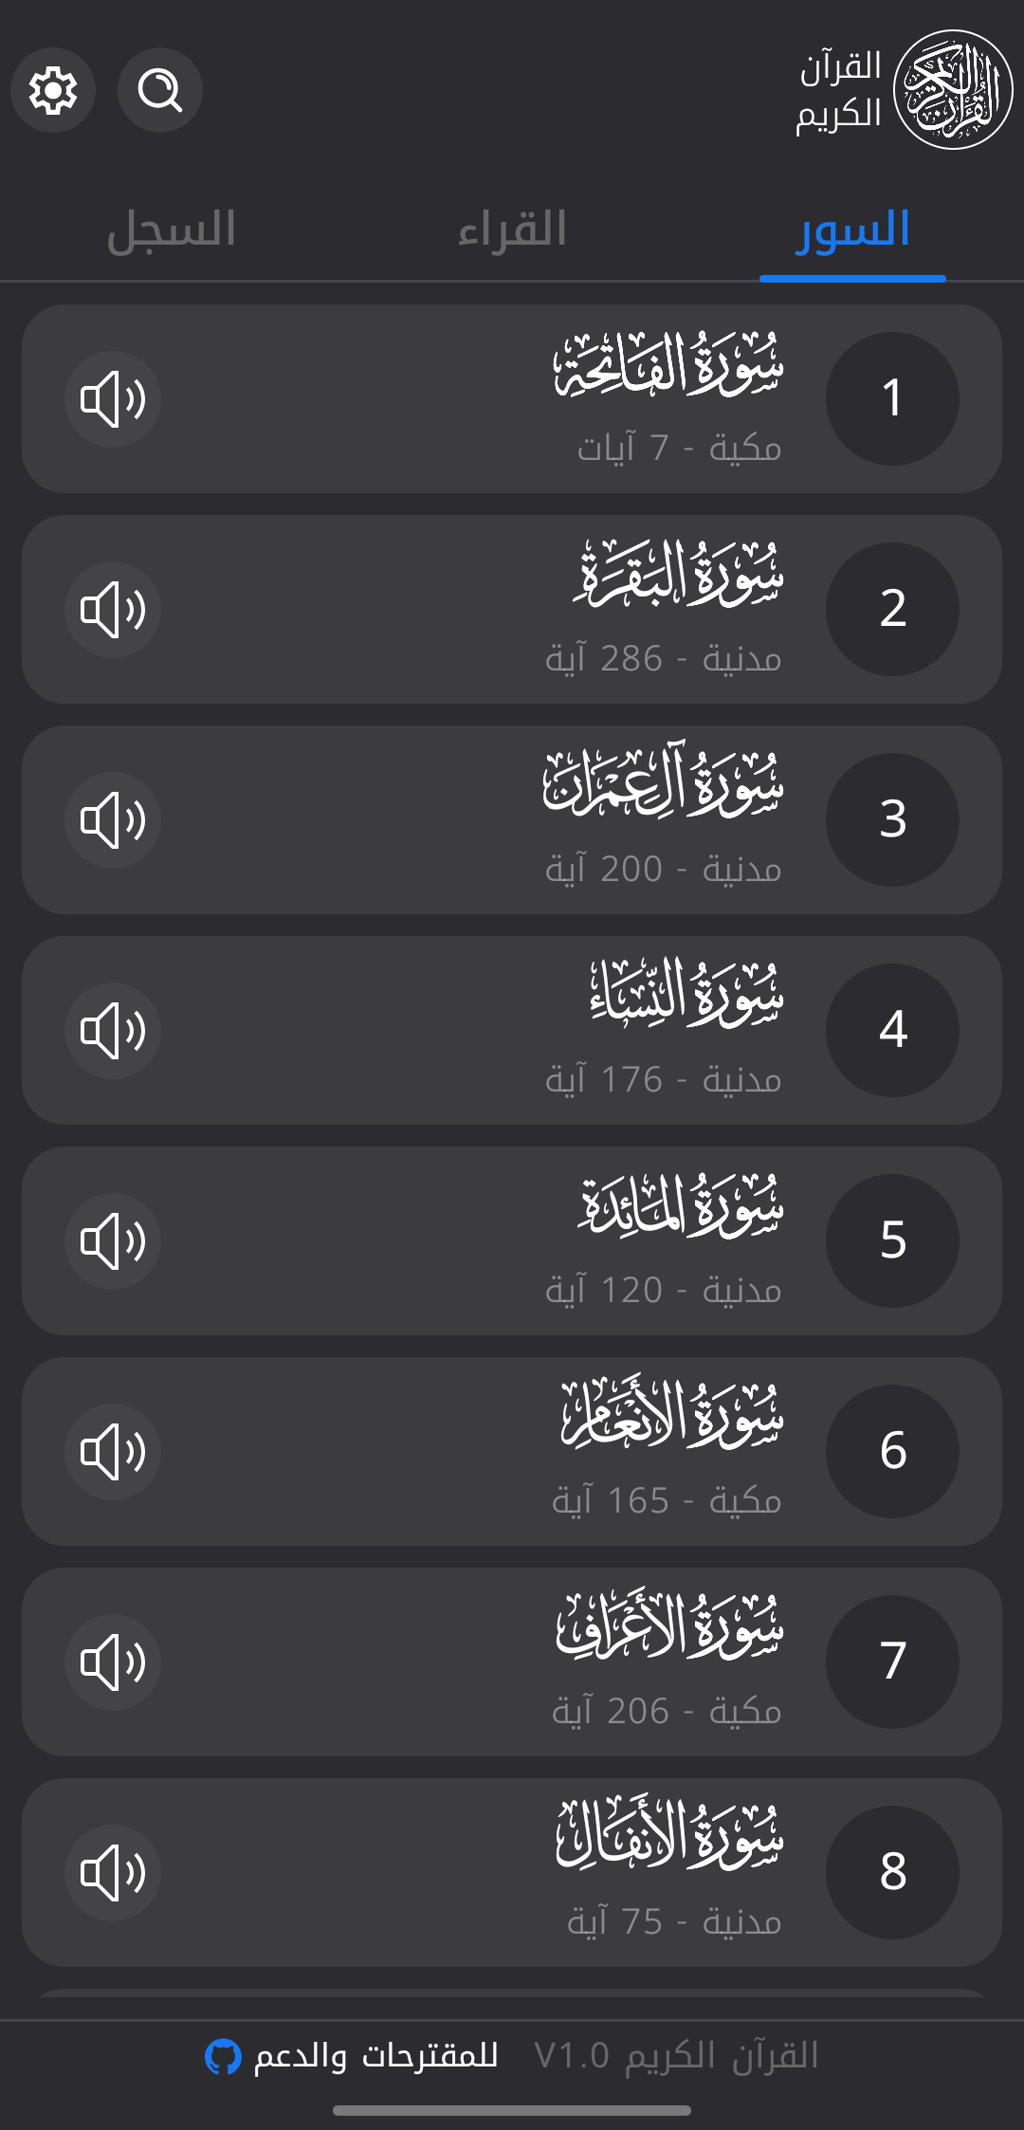 القرآن
الكريم
السور
القراء
السجل
1
سُورَةُ الفَاتِحَةِ
مكية - 7 آيات
2
سُورَةُ البَقَرَةِ
مدنية - 286 آية
3
سُورَةُ آلِ عِمْرَانَ
مدنية - 200 آية
4
سُورَةُ النِّسَاءِ
مدنية - 176 آية
5
سُورَةُ المَائِدَةِ
مدنية - 120 آية
6
سُورَةُ الأَنْعَامِ
مكية - 165 آية
7
سُورَةُ الأَعْرَافِ
مكية - 206 آية
8
سُورَةُ الأَنفَالِ
مدنية - 75 آية
القرآن الكريم V1.0 للمقترحات والدعم